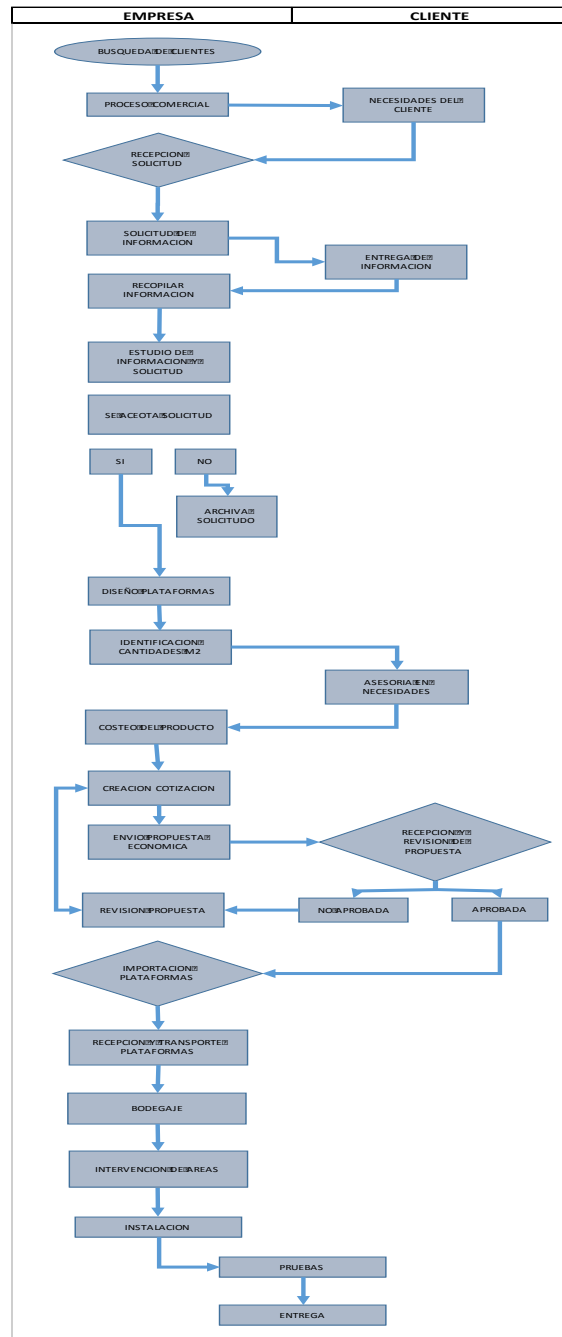 EMPRESA
CLIENTE
BUSQUEDA DE CLIENTES
PROCESO COMERCIAL
NECESIDADES DEL
CLIENTE
RECEPCION
SOLICITUD
SOLICITUD DE
INFORMACION
ENTREGA DE
INFORMACION
RECOPILAR
INFORMACION
ESTUDIO DE
INFORMACION Y
SOLICITUD
SE ACEOTA SOLICITUD
SI
NO
ARCHIVA
SOLICITUDO
DISEÑO PLATAFORMAS
IDENTIFICACION
CANTIDADES M2
ASESORIA EN
NECESIDADES
COSTEO DEL PRODUCTO
CREACION COTIZACION
ENVIO PROPUESTA
ECONOMICA
RECEPCION Y
REVISION DE
PROPUESTA
REVISION PROPUESTA
NO APROBADA
APROBADA
IMPORTACION
PLATAFORMAS
RECEPCION Y TRANSPORTE
PLATAFORMAS
BODEGAJE
INTERVENCION DE AREAS
INSTALACION
PRUEBAS
ENTREGA